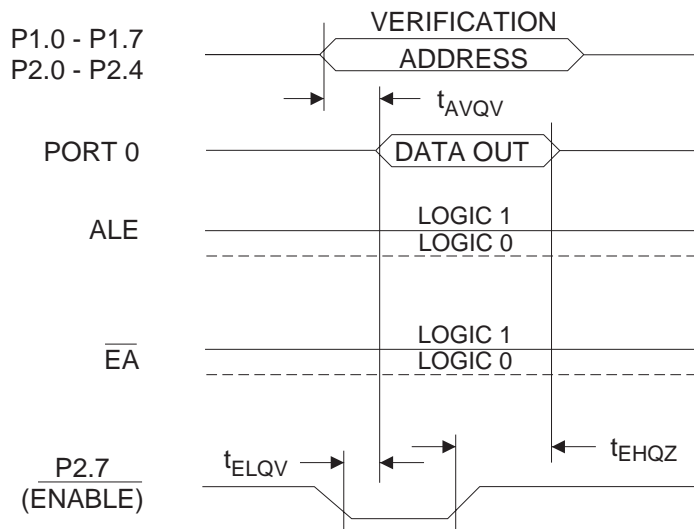 P1.0 - P1.7
P2.0 - P2.4
VERIFICATION
ADDRESS
tAVQV
PORT 0
DATA OUT
ALE
LOGIC 1
LOGIC 0
EA
LOGIC 1
LOGIC 0
P2.7
(ENABLE)
tELQV
tEHQZ